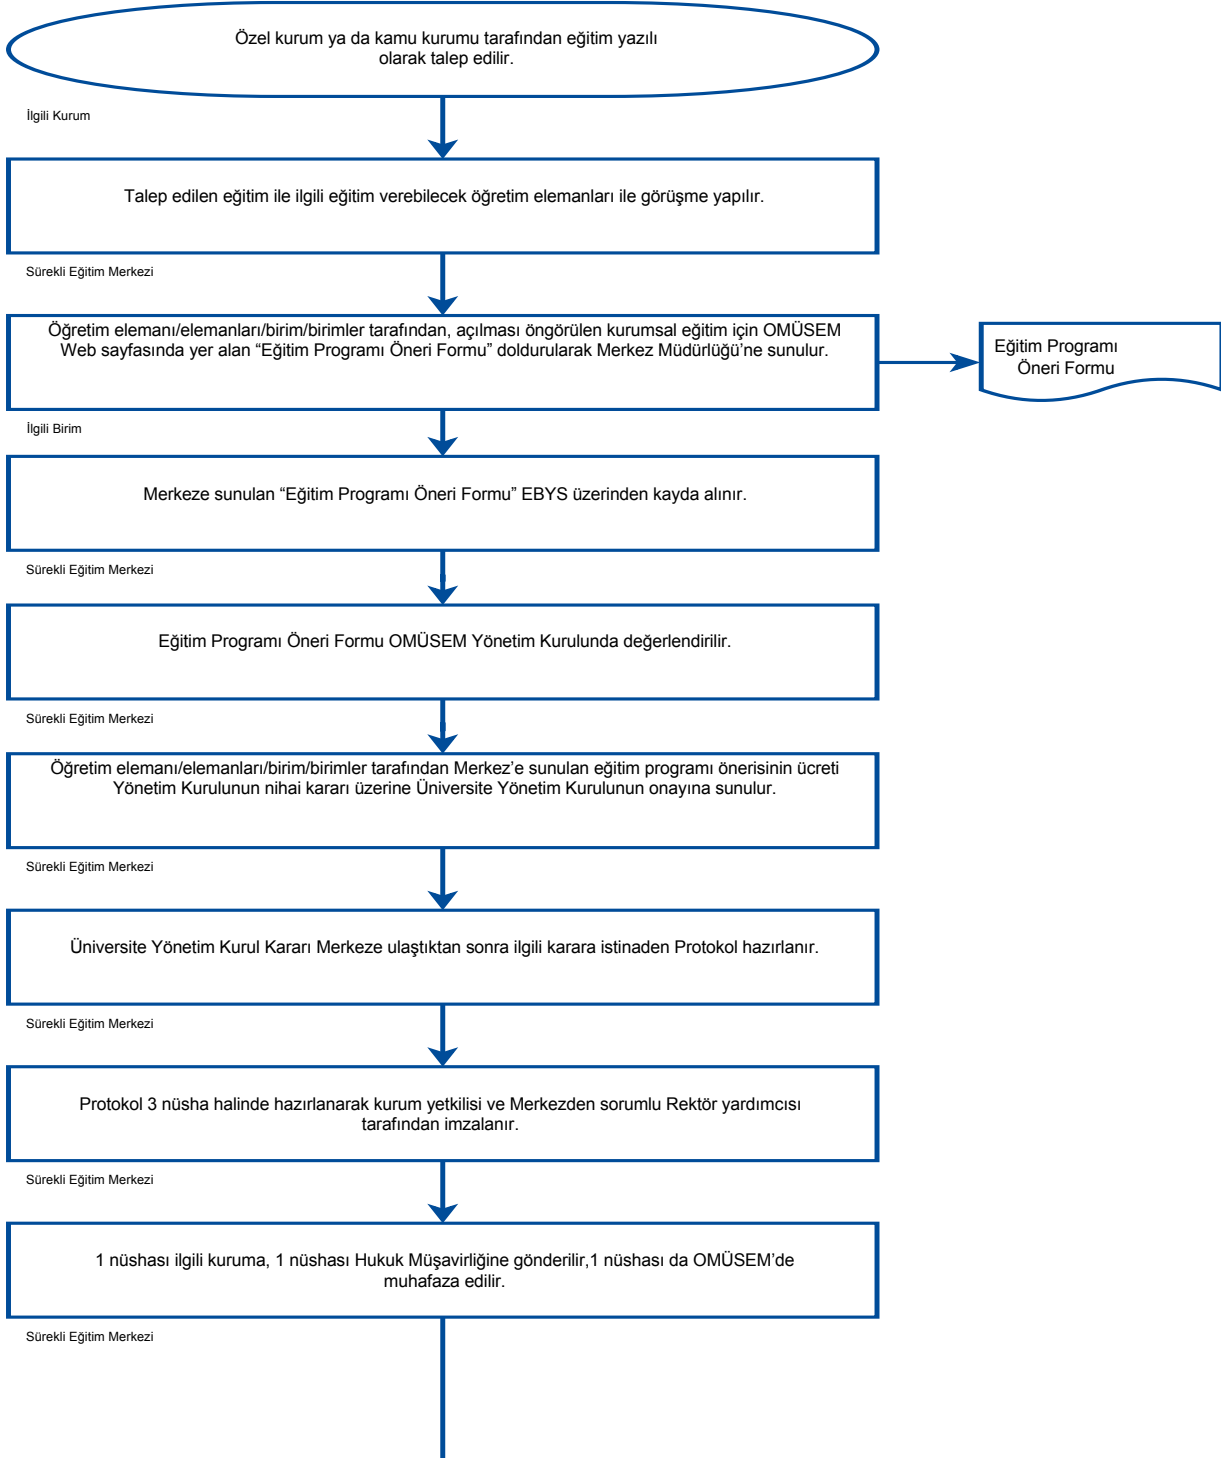 Özel kurum ya da kamu kurumu tarafından eğitim yazılı
olarak talep edilir.
İlgili Kurum
Talep edilen eğitim ile ilgili eğitim verebilecek öğretim elemanları ile görüşme yapılır.
Sürekli Eğitim Merkezi
Öğretim elemanı/elemanları/birim/birimler tarafından, açılması öngörülen kurumsal eğitim için OMÜSEM
Web sayfasında yer alan “Eğitim Programı Öneri Formu” doldurularak Merkez Müdürlüğü’ne sunulur.
Eğitim Programı
Öneri Formu
İlgili Birim
Merkeze sunulan “Eğitim Programı Öneri Formu” EBYS üzerinden kayda alınır.
Sürekli Eğitim Merkezi
Eğitim Programı Öneri Formu OMÜSEM Yönetim Kurulunda değerlendirilir.
Sürekli Eğitim Merkezi
Öğretim elemanı/elemanları/birim/birimler tarafından Merkez’e sunulan eğitim programı önerisinin ücreti
Yönetim Kurulunun nihai kararı üzerine Üniversite Yönetim Kurulunun onayına sunulur.
Sürekli Eğitim Merkezi
Üniversite Yönetim Kurul Kararı Merkeze ulaştıktan sonra ilgili karara istinaden Protokol hazırlanır.
Sürekli Eğitim Merkezi
Protokol 3 nüsha halinde hazırlanarak kurum yetkilisi ve Merkezden sorumlu Rektör yardımcısı
tarafından imzalanır.
Sürekli Eğitim Merkezi
1 nüshası ilgili kuruma, 1 nüshası Hukuk Müşavirliğine gönderilir,1 nüshası da OMÜSEM’de
muhafaza edilir.
Sürekli Eğitim Merkezi